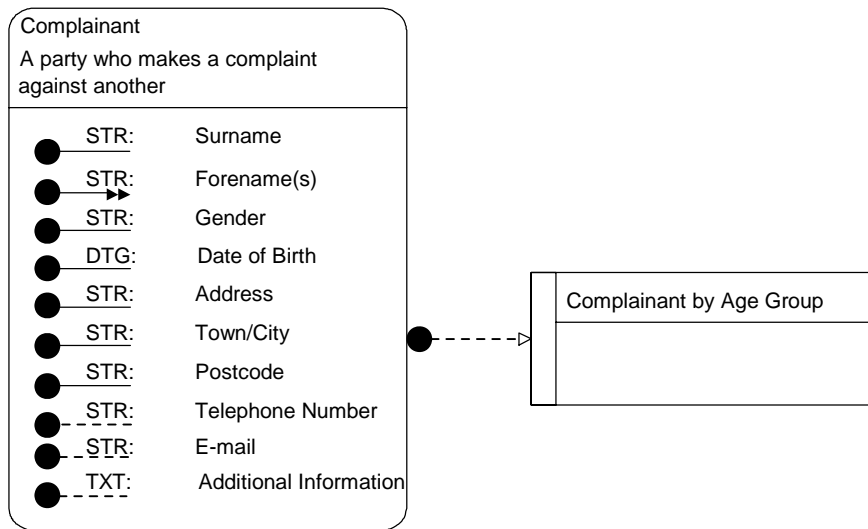 Complainant
A party who makes a complaint
against another
STR: Surname
STR: Forename(s)
STR: Gender
DTG: Date of Birth
STR: Address
STR: Town/City
STR: Postcode
STR: Telephone Number
STR: E-mail
TXT: Additional Information
Complainant by Age Group